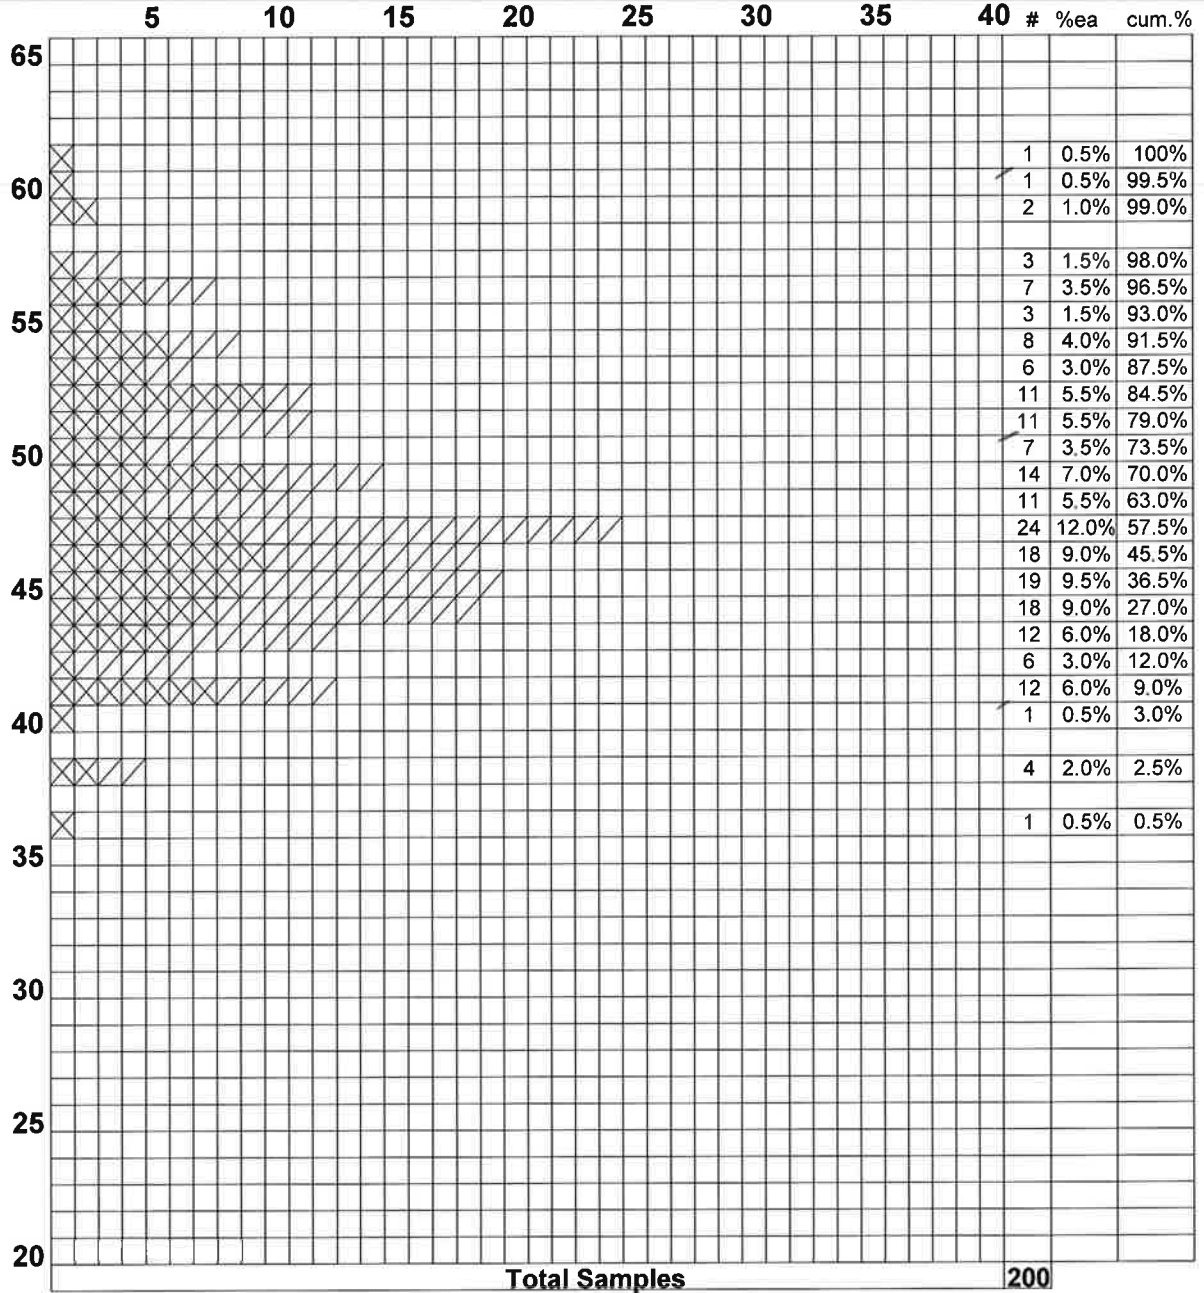 5 10 15 20 25 30 35 40 # %ea cum.%
65
1 0.5% 100%
60 1 0.5% 99.5%
2 1.0% 99.0%
3 1.5% 98.0%
7 3.5% 96.5%
55 3 1.5% 93.0%
8 4.0% 91.5%
6 3.0% 87.5%
11 5.5% 84.5%
11 5.5% 79.0%
50 7 3.5% 73.5%
14 7.0% 70.0%
11 5.5% 63.0%
24 12.0% 57.5%
18 9.0% 45.5%
45 19 9.5% 36.5%
18 9.0% 27.0%
12 6.0% 18.0%
6 3.0% 12.0%
12 6.0% 9.0%
40 1 0.5% 3.0%
4 2.0% 2.5%
1 0.5% 0.5%
35
30
25
20
Total Samples 200